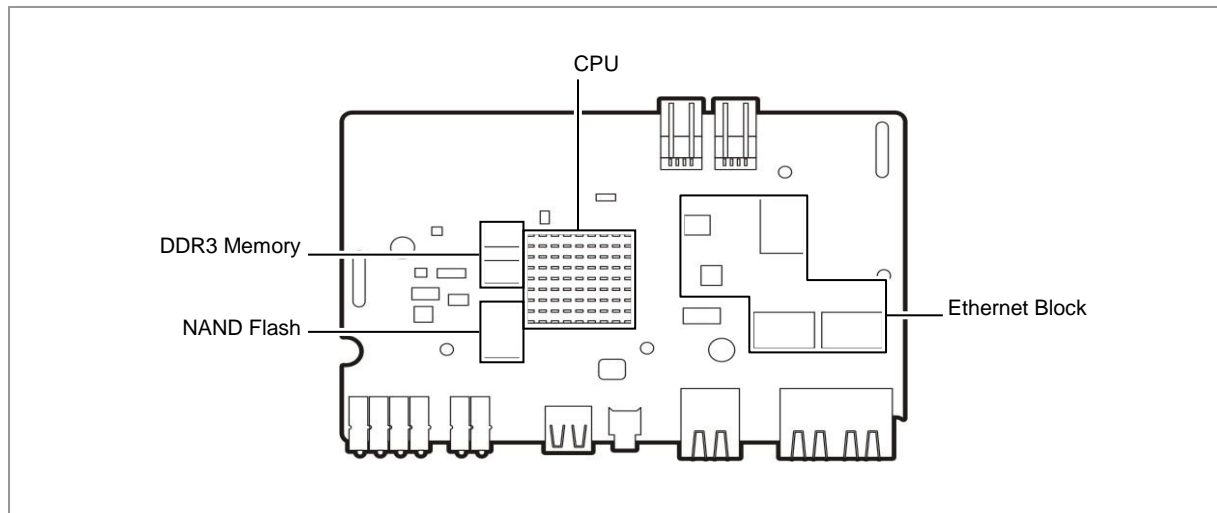 CPU
DDR3 Memory
NAND Flash
Ethernet Block